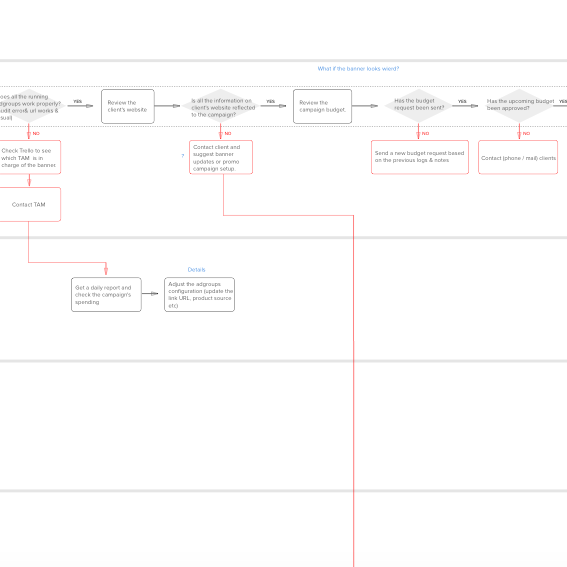 What if the banner looks wierd?
oes all the running
dgroups work properly?
udit error& url works &
sual)
YES
Review the
client's website
Is all the information on
client's website reflected
to the campaign?
YES
Review the
campaign budget.
Has the budget
request been sent?
YES
Has the upcoming budget
been approved?
YES
NO
NO
NO
NO
Check Trello to see
which TAM is in
charge of the banner.
?
Contact client and
suggest banner
updates or promo
campaign setup.
Send a new budget request based
on the previous logs & notes.
Contact (phone / mail) clients
Contact TAM
Details
Get a daily report and
check the campaign's
spending.
Adjust the adgroups
configuration (update the
link URL, product source
etc)